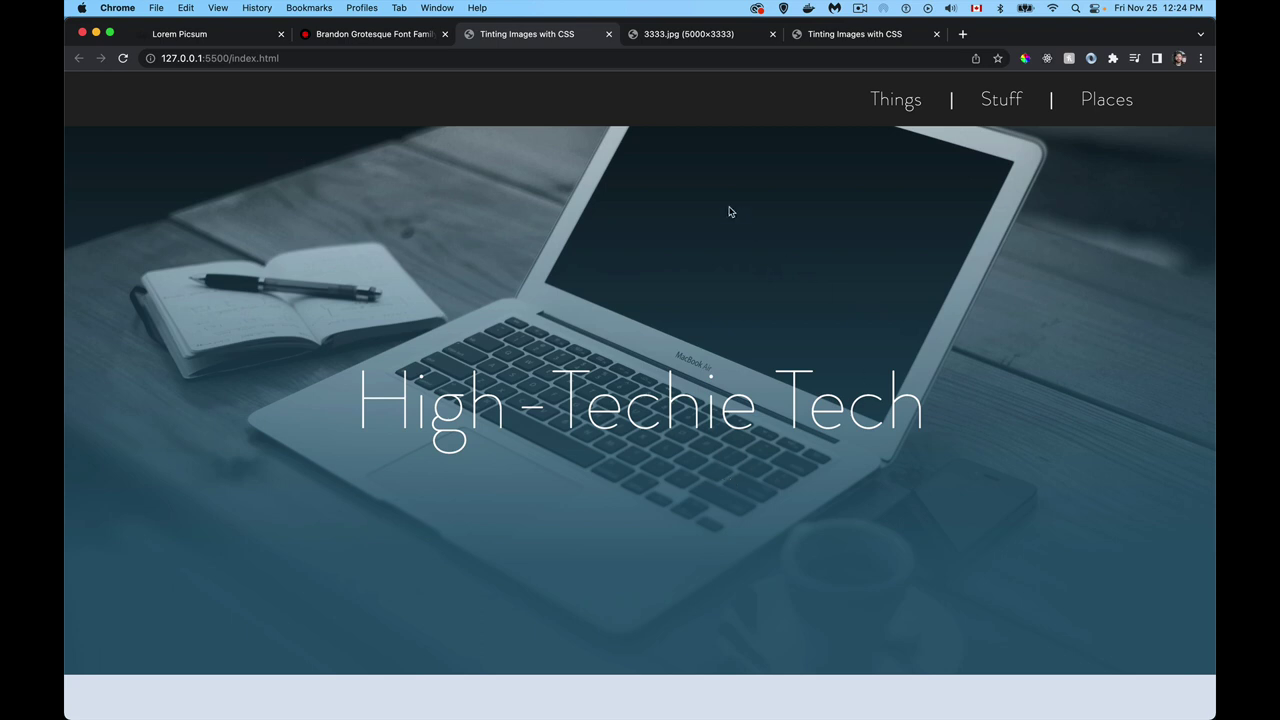 Chrome File Edit View History Bookmarks Profiles Tab Window Help Fri Nov 25 12:24 PM
Lorem Picsum Brandon Grotesque Font Famil Tinting Images with CSS 3333.jpg (5000×3333) Tinting Images with CSS
127.0.0.1:5500/index.html
Things | Stuff | Places
MacBook Air
High-Techie Tech